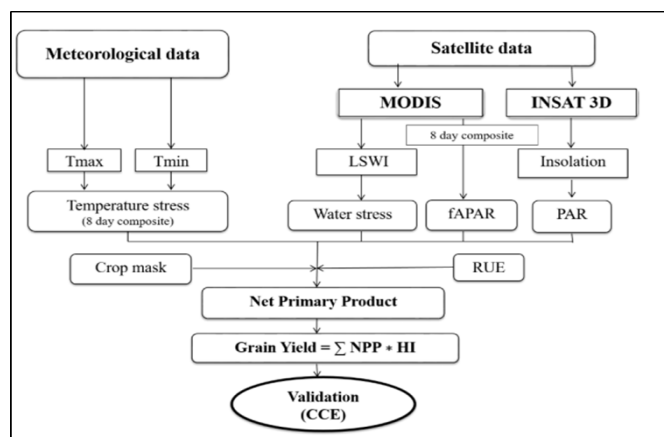 Meteorological data
Satellite data
MODIS
INSAT 3D
8 day composite
Tmax
Tmin
LSWI
Insolation
Temperature stress
(8 day composite)
Water stress
fAPAR
PAR
Crop mask
RUE
Net Primary Product
Grain Yield = ∑ NPP * HI
Validation
(CCE)